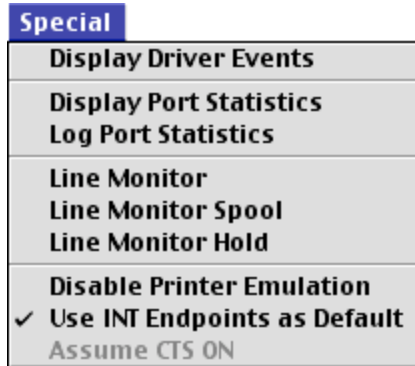 Special
Display Driver Events
Display Port Statistics
Log Port Statistics
Line Monitor
Line Monitor Spool
Line Monitor Hold
Disable Printer Emulation
✓ Use INT Endpoints as Default
Assume CTS ON